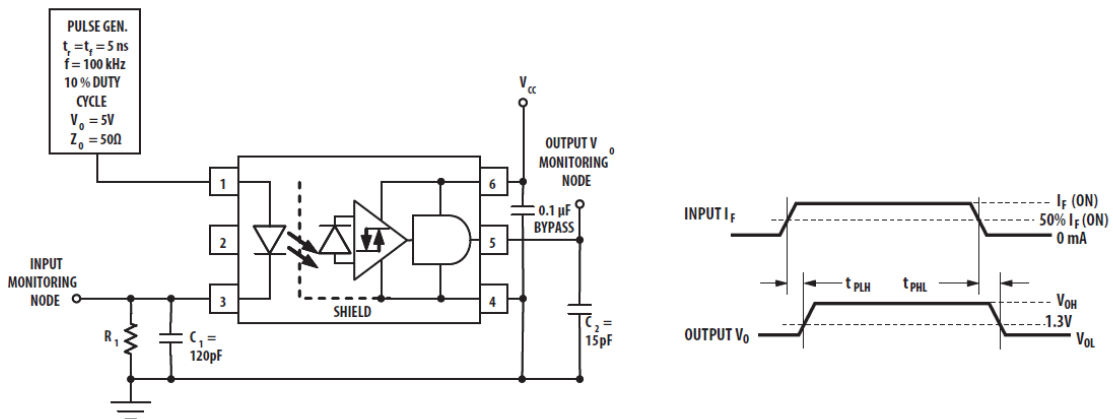 PULSE GEN.
t_r = t_f = 5 ns
f = 100 kHz
10 % DUTY
CYCLE
V_O = 5V
Z_O = 50Ω
V_CC
OUTPUT V_O
MONITORING
NODE
1
6
0.1 µF
BYPASS
2
5
INPUT
MONITORING
NODE
3
4
SHIELD
R_1
C_1 =
120pF
C_2 =
15pF
INPUT I_F
I_F (ON)
50% I_F (ON)
0 mA
t_PLH
t_PHL
V_OH
1.3V
OUTPUT V_O
V_OL